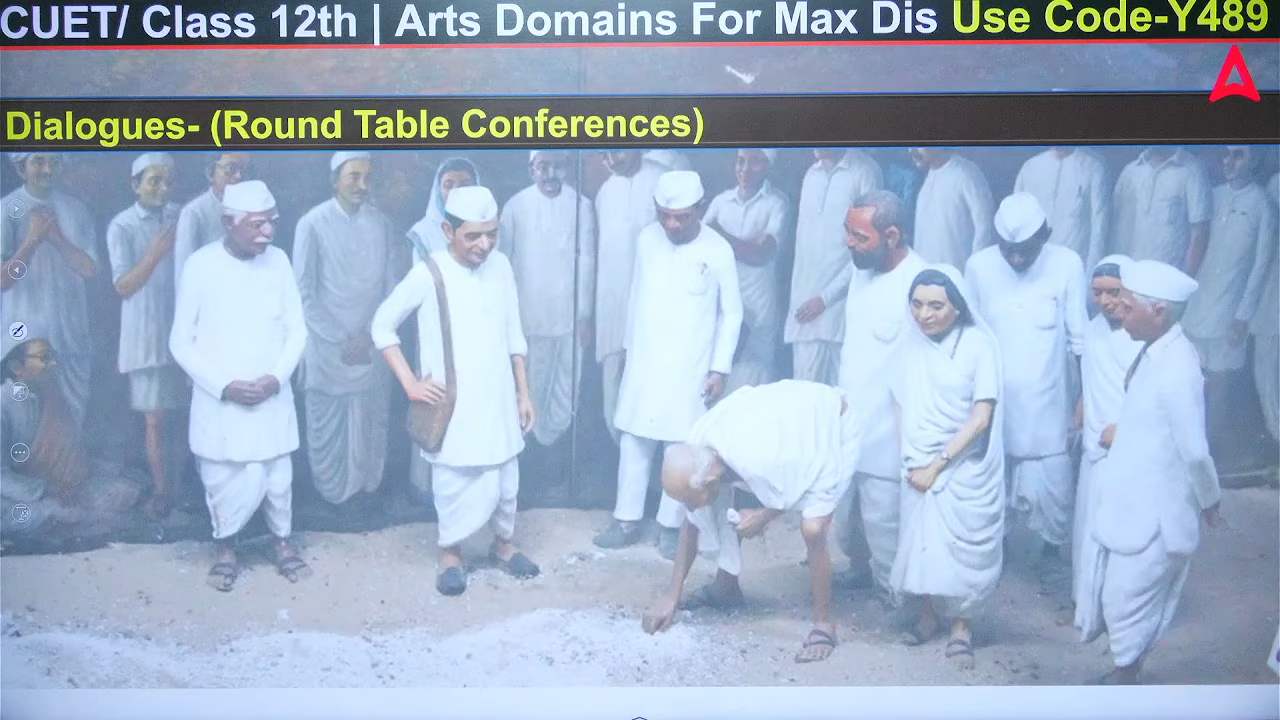 CUET/ Class 12th | Arts Domains For Max Dis Use Code-Y489
Dialogues- (Round Table Conferences)